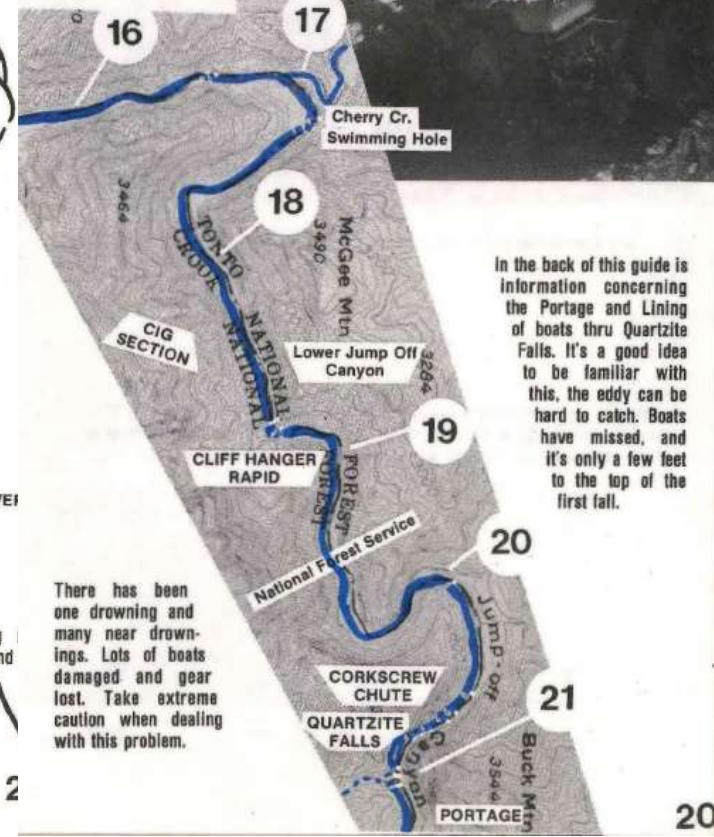 16
17
Cherry Cr.
Swimming Hole
3464
18
McGee Mtn
3490
TONTO
CROOK
NATIONAL
NATIONAL
CIG
SECTION
Lower Jump Off
Canyon
3284
In the back of this guide is
information concerning
the Portage and Lining
of boats thru Quartzite
Falls. It's a good idea
to be familiar with
this, the eddy can be
hard to catch. Boats
have missed, and
it's only a few feet
to the top of the
first fall.
19
CLIFF HANGER
RAPID
FOREST
FOREST
National Forest Service
20
There has been
one drowning and
many near drown-
ings. Lots of boats
damaged and gear
lost. Take extreme
caution when dealing
with this problem.
Jump-off
Canyon
CORKSCREW
CHUTE
QUARTZITE
FALLS
21
Buck Mtn
3544
PORTAGE
20